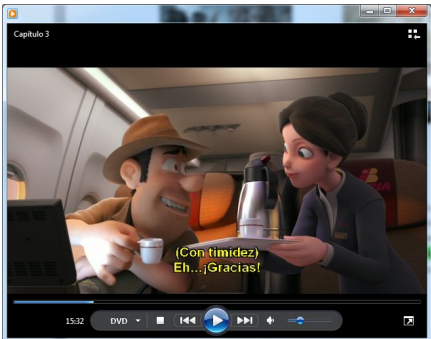 Capítulo 3
(Con timidez)
Eh...¡Gracias!
15:32
DVD